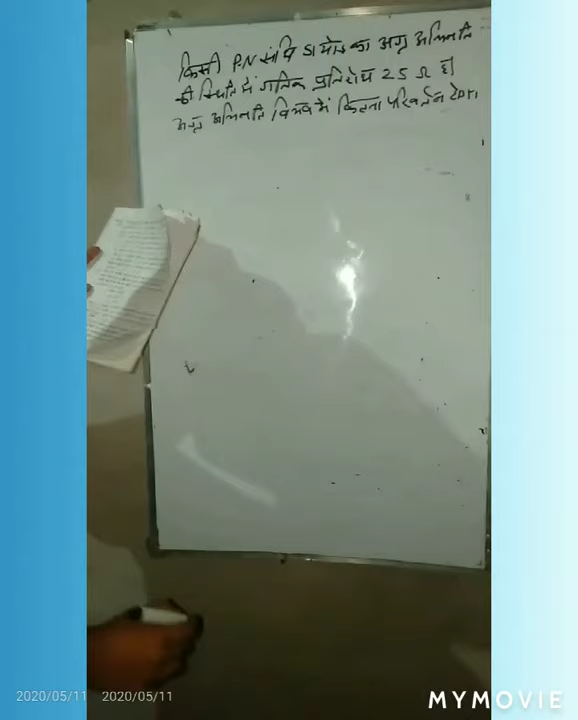 किसी P.N संधि डायोड का अग्र अभिनति
की स्थिति में गतिक प्रतिरोध 25 Ω है
अग्र अभिनति विभव में कितना परिवर्तन
2020/05/11 2020/05/11
MYMOVIE